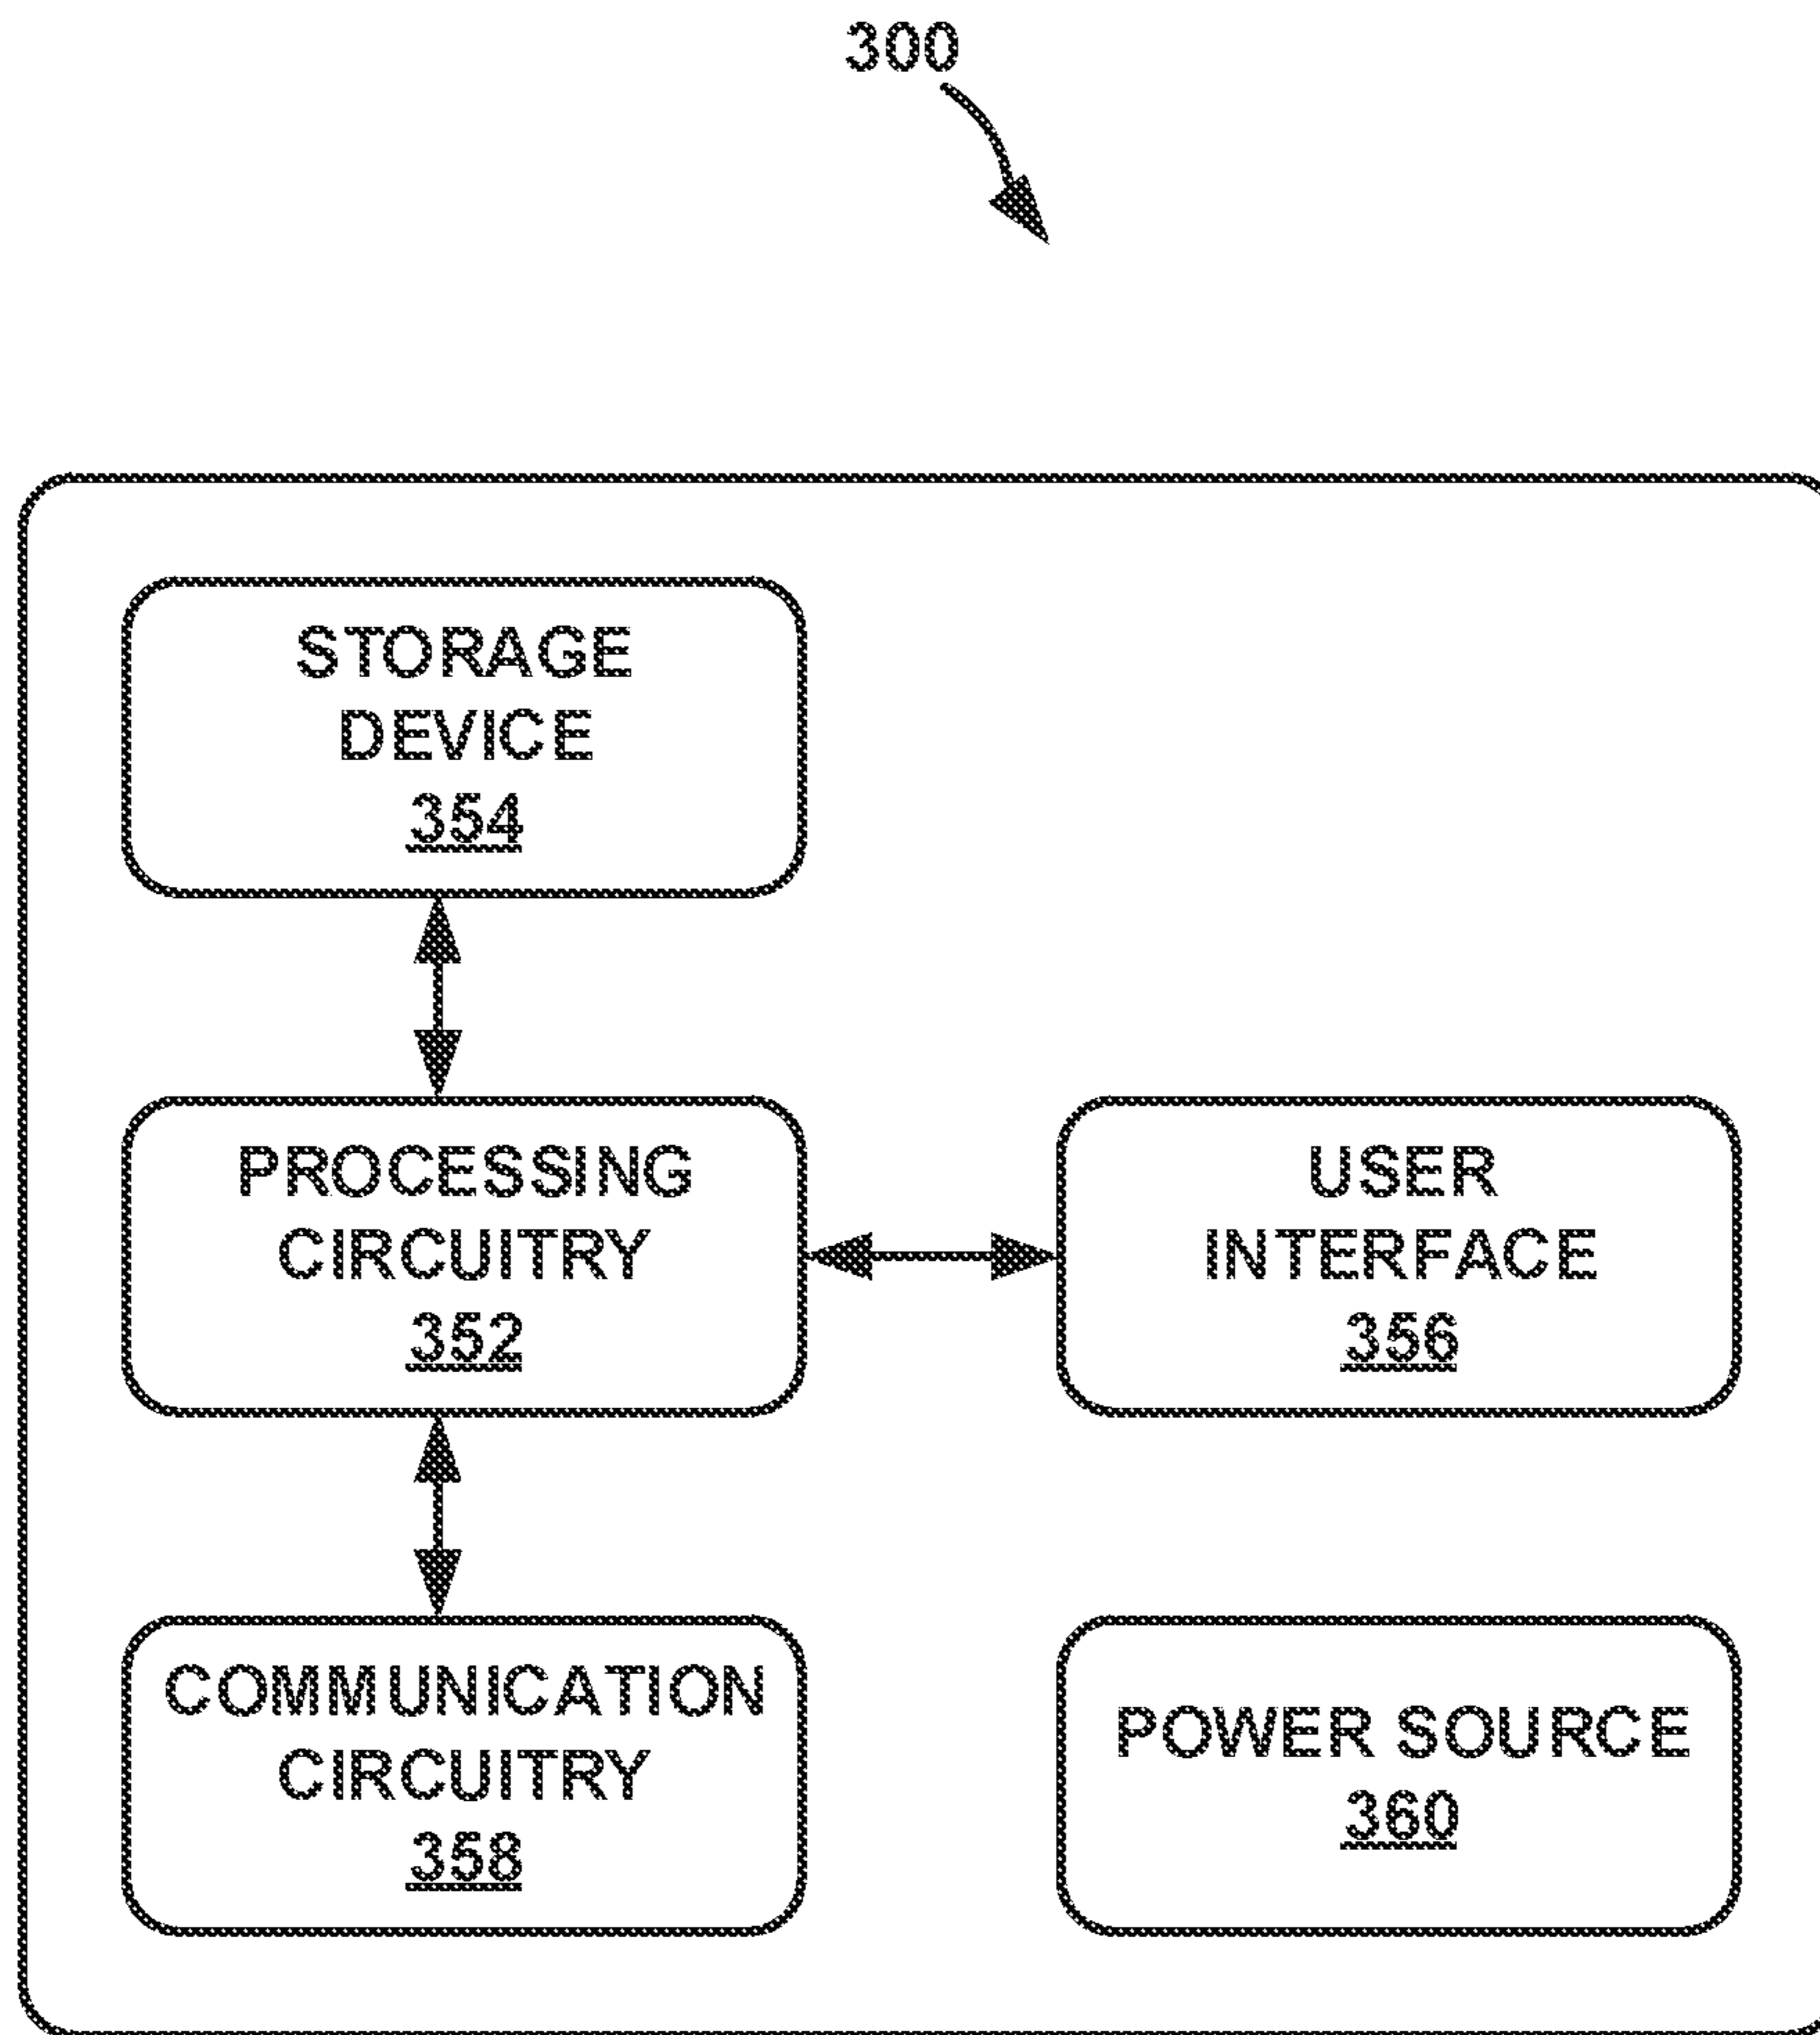 300
STORAGE
DEVICE
354
PROCESSING
CIRCUITRY
352
USER
INTERFACE
356
COMMUNICATION
CIRCUITRY
358
POWER SOURCE
360